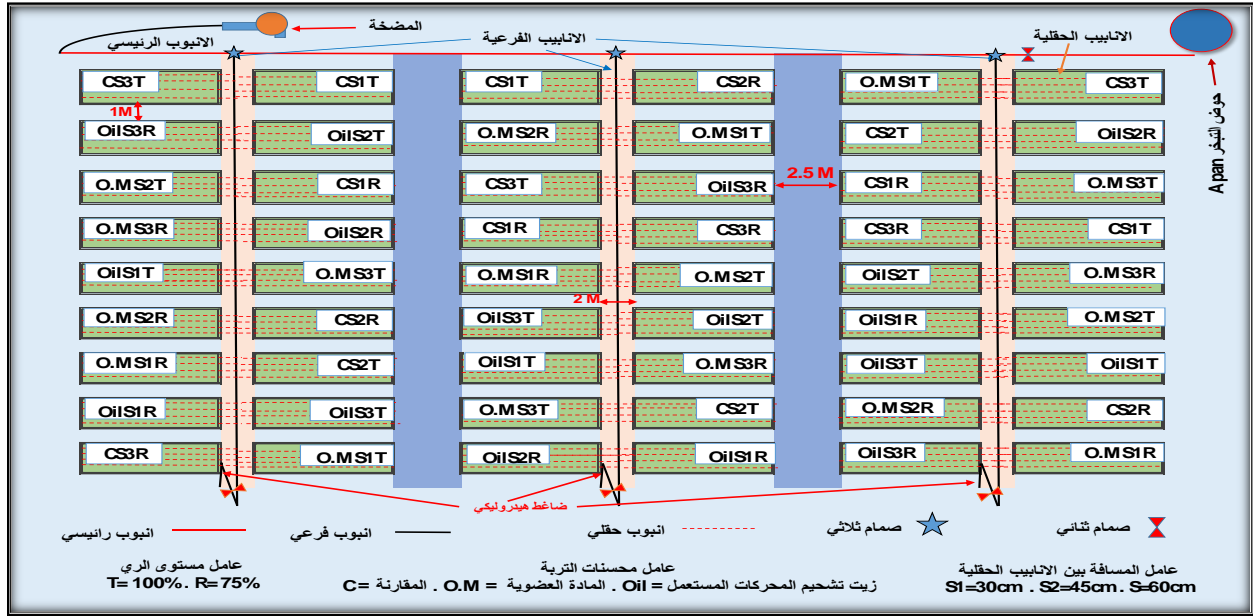 المضخة
الانبوب الرئيسي
الانابيب الفرعية
الانابيب الحقلية
حوض التبخر Apan
CS3T CS1T CS1T CS2R O.MS1T CS3T
1M
OilS3R OilS2T O.MS2R O.MS1T CS2T OilS2R
O.MS2T CS1R CS3T OilS3R 2.5 M CS1R O.MS3T
O.MS3R OilS2R CS1R CS3R CS3R CS1T
OilS1T O.MS3T O.MS1R O.MS2T OilS2T O.MS3R
2 M
O.MS2R CS2R OilS3T OilS2T OilS1R O.MS2T
O.MS1R CS2T OilS1T O.MS3R OilS3T OilS1T
OilS1R OilS3T O.MS3T CS2T O.MS2R CS2R
CS3R O.MS1T OilS2R OilS1R OilS3R O.MS1R
ضاغط هيدروليكي
صمام ثنائي
صمام ثلاثي
انبوب حقلي
انبوب فرعي
انبوب رائيسي
عامل المسافة بين الانابيب الحقلية
S1=30cm . S2=45cm . S=60cm
عامل محسنات التربة
زيت تشحيم المحركات المستعمل = Oil . المادة العضوية = O.M . المقارنة = C
عامل مستوى الري
T= 100% . R= 75%